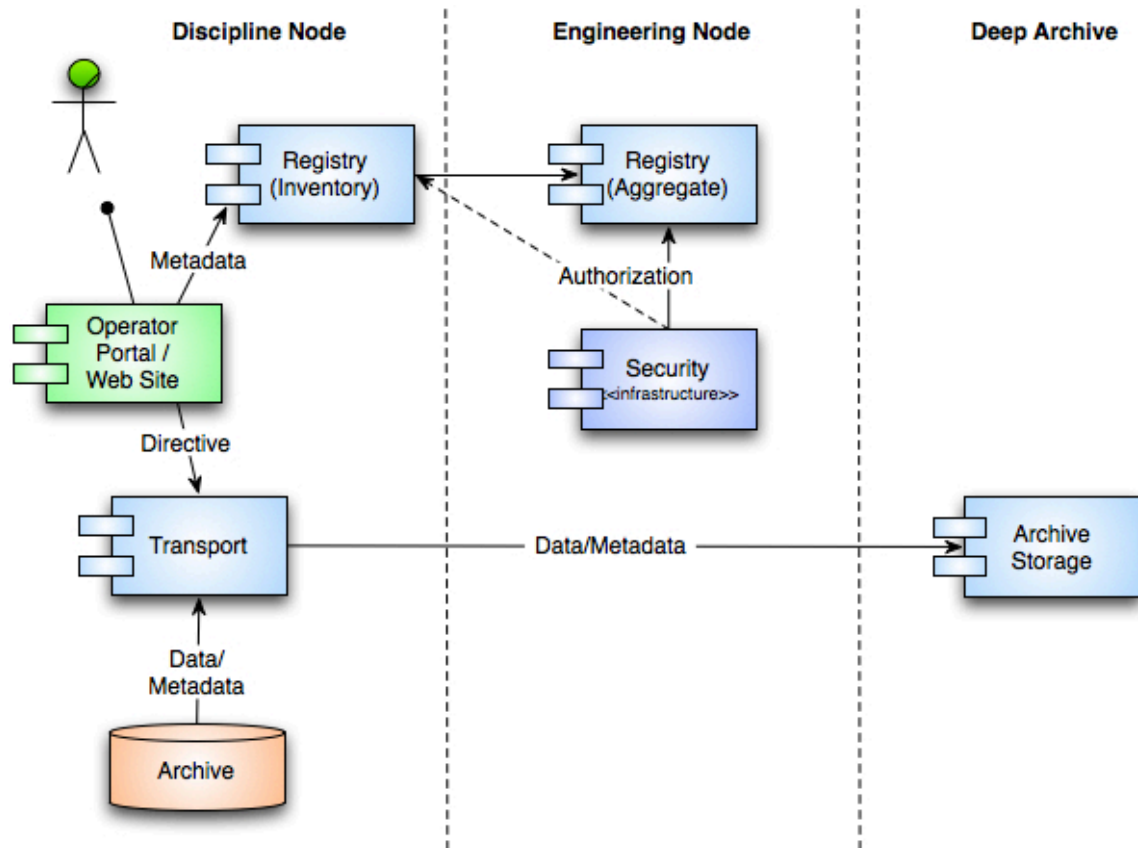 Discipline Node
Engineering Node
Deep Archive
Registry
(Inventory)
Registry
(Aggregate)
Metadata
Authorization
Operator
Portal /
Web Site
Security
<<infrastructure>>
Directive
Transport
Data/Metadata
Archive
Storage
Data/
Metadata
Archive